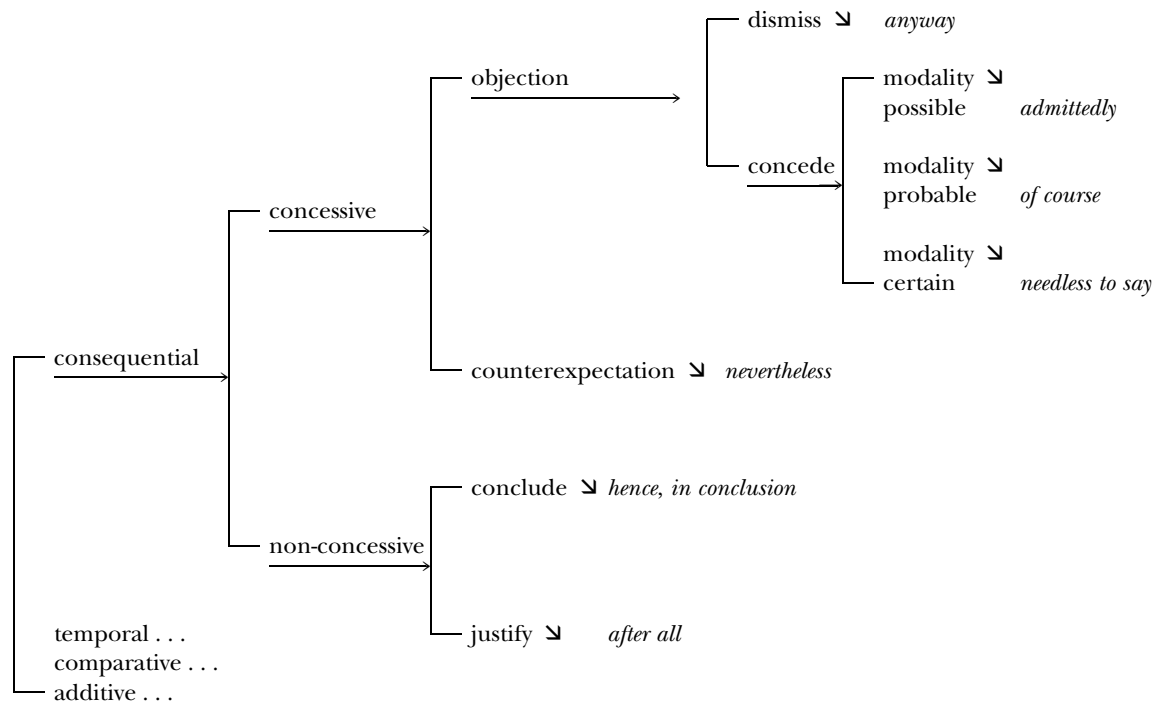 dismiss ↘ anyway
objection
modality ↘
possible admittedly
concede
modality ↘
probable of course
concessive
modality ↘
certain needless to say
consequential
counterexpectation ↘ nevertheless
conclude ↘ hence, in conclusion
non-concessive
temporal . . .
justify ↘ after all
comparative . . .
additive . . .